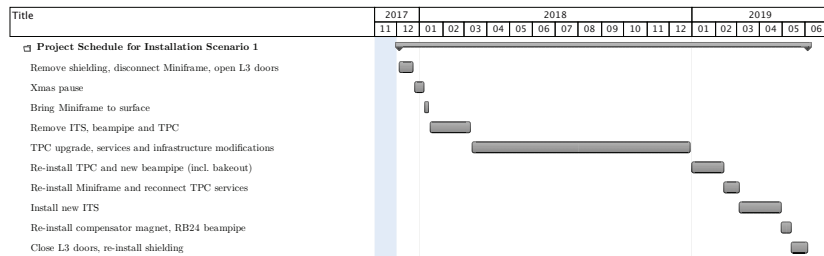 Title 2017 2018 2019
11 12 01 02 03 04 05 06 07 08 09 10 11 12 01 02 03 04 05 06
Project Schedule for Installation Scenario 1
Remove shielding, disconnect Miniframe, open L3 doors
Xmas pause
Bring Miniframe to surface
Remove ITS, beampipe and TPC
TPC upgrade, services and infrastructure modifications
Re-install TPC and new beampipe (incl. bakeout)
Re-install Miniframe and reconnect TPC services
Install new ITS
Re-install compensator magnet, RB24 beampipe
Close L3 doors, re-install shielding